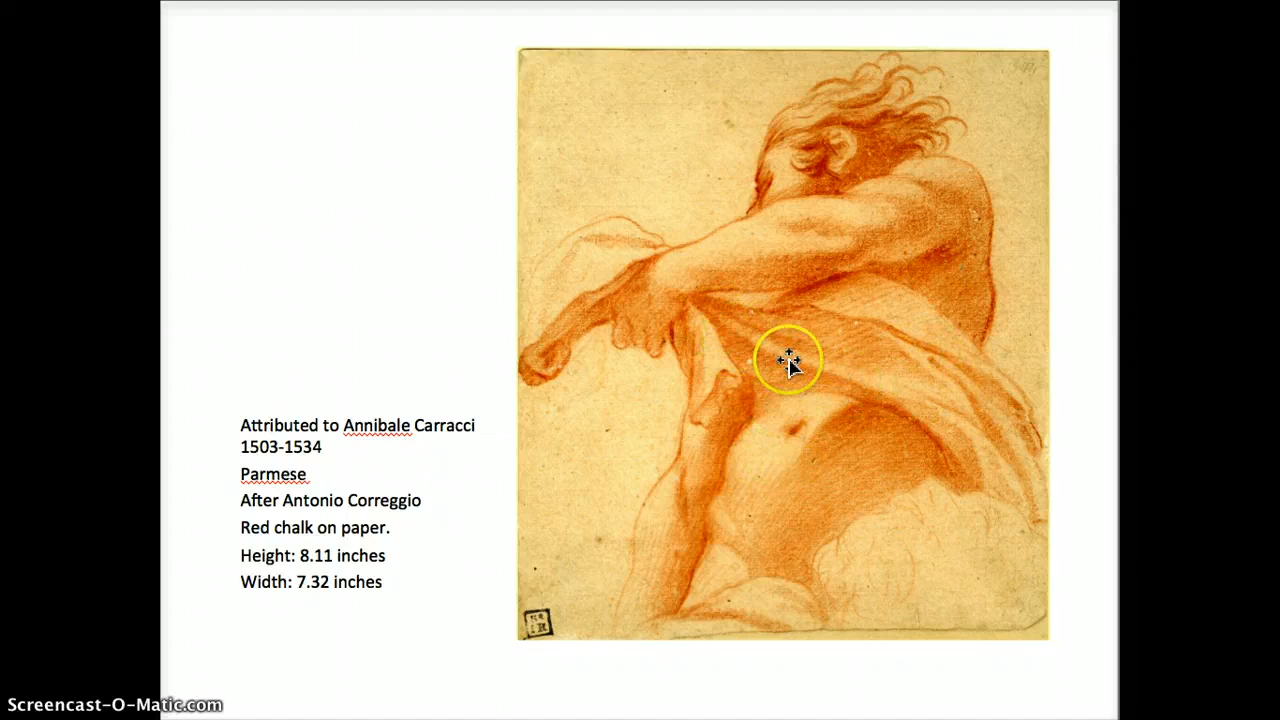 Attributed to Annibale Carracci
1503-1534
Parmese
After Antonio Correggio
Red chalk on paper.
Height: 8.11 inches
Width: 7.32 inches
Screencast-O-Matic.com